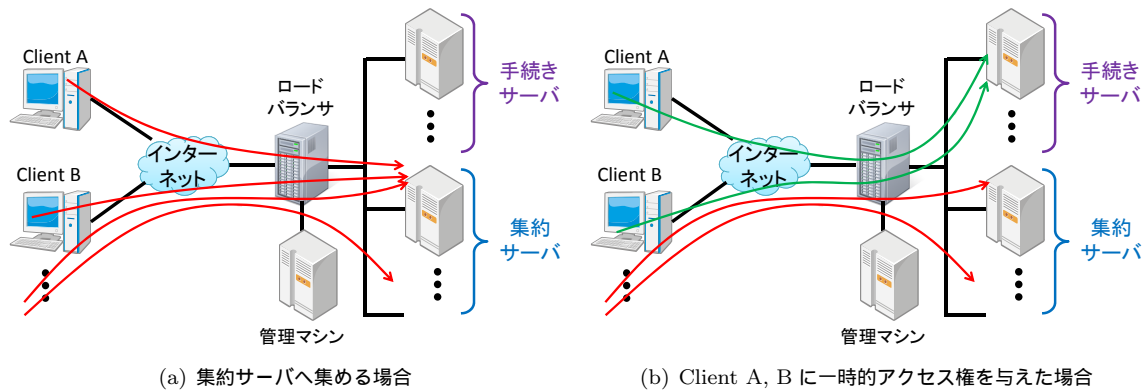 Client A
ロード
バランサ
手続き
サーバ
インター
ネット
Client B
集約
サーバ
管理マシン
(a) 集約サーバへ集める場合
Client A
ロード
バランサ
手続き
サーバ
インター
ネット
Client B
集約
サーバ
管理マシン
(b) Client A, B に一時的アクセス権を与えた場合